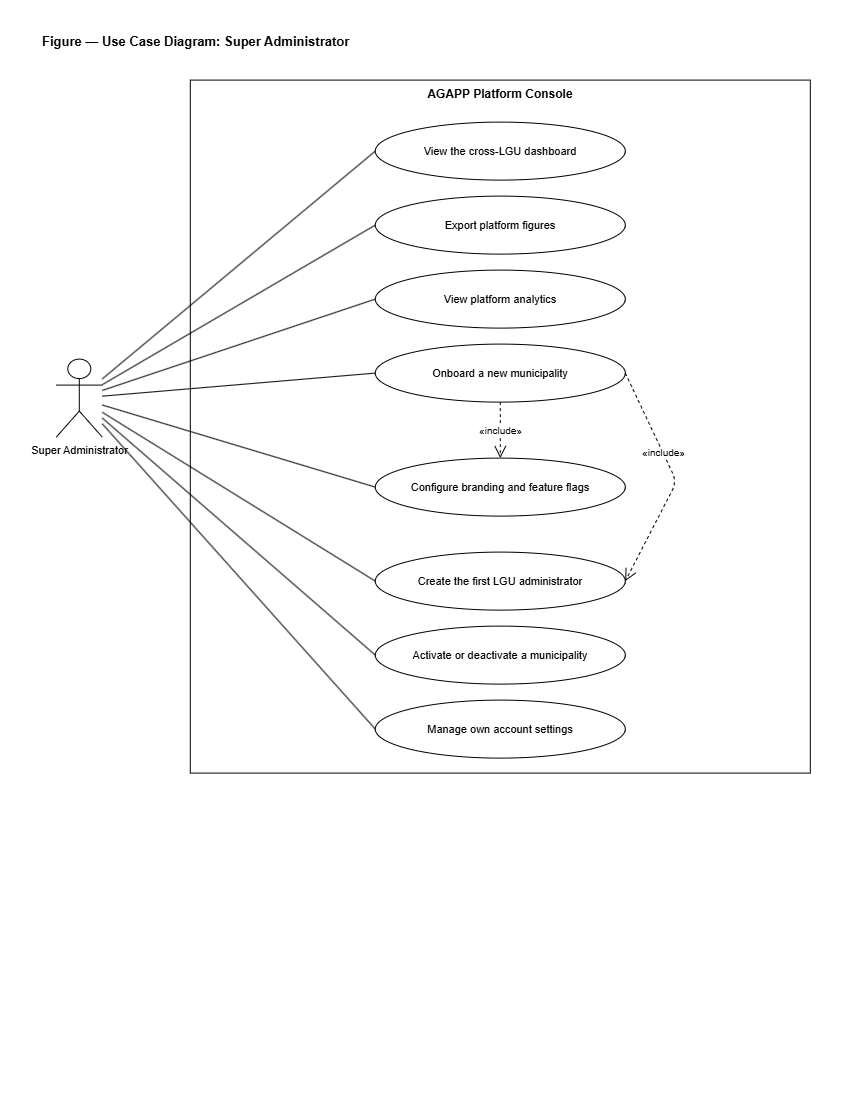 Figure — Use Case Diagram: Super Administrator
AGAPP Platform Console
View the cross-LGU dashboard
Export platform figures
View platform analytics
Onboard a new municipality
«include»
«include»
Super Administrator
Configure branding and feature flags
Create the first LGU administrator
Activate or deactivate a municipality
Manage own account settings